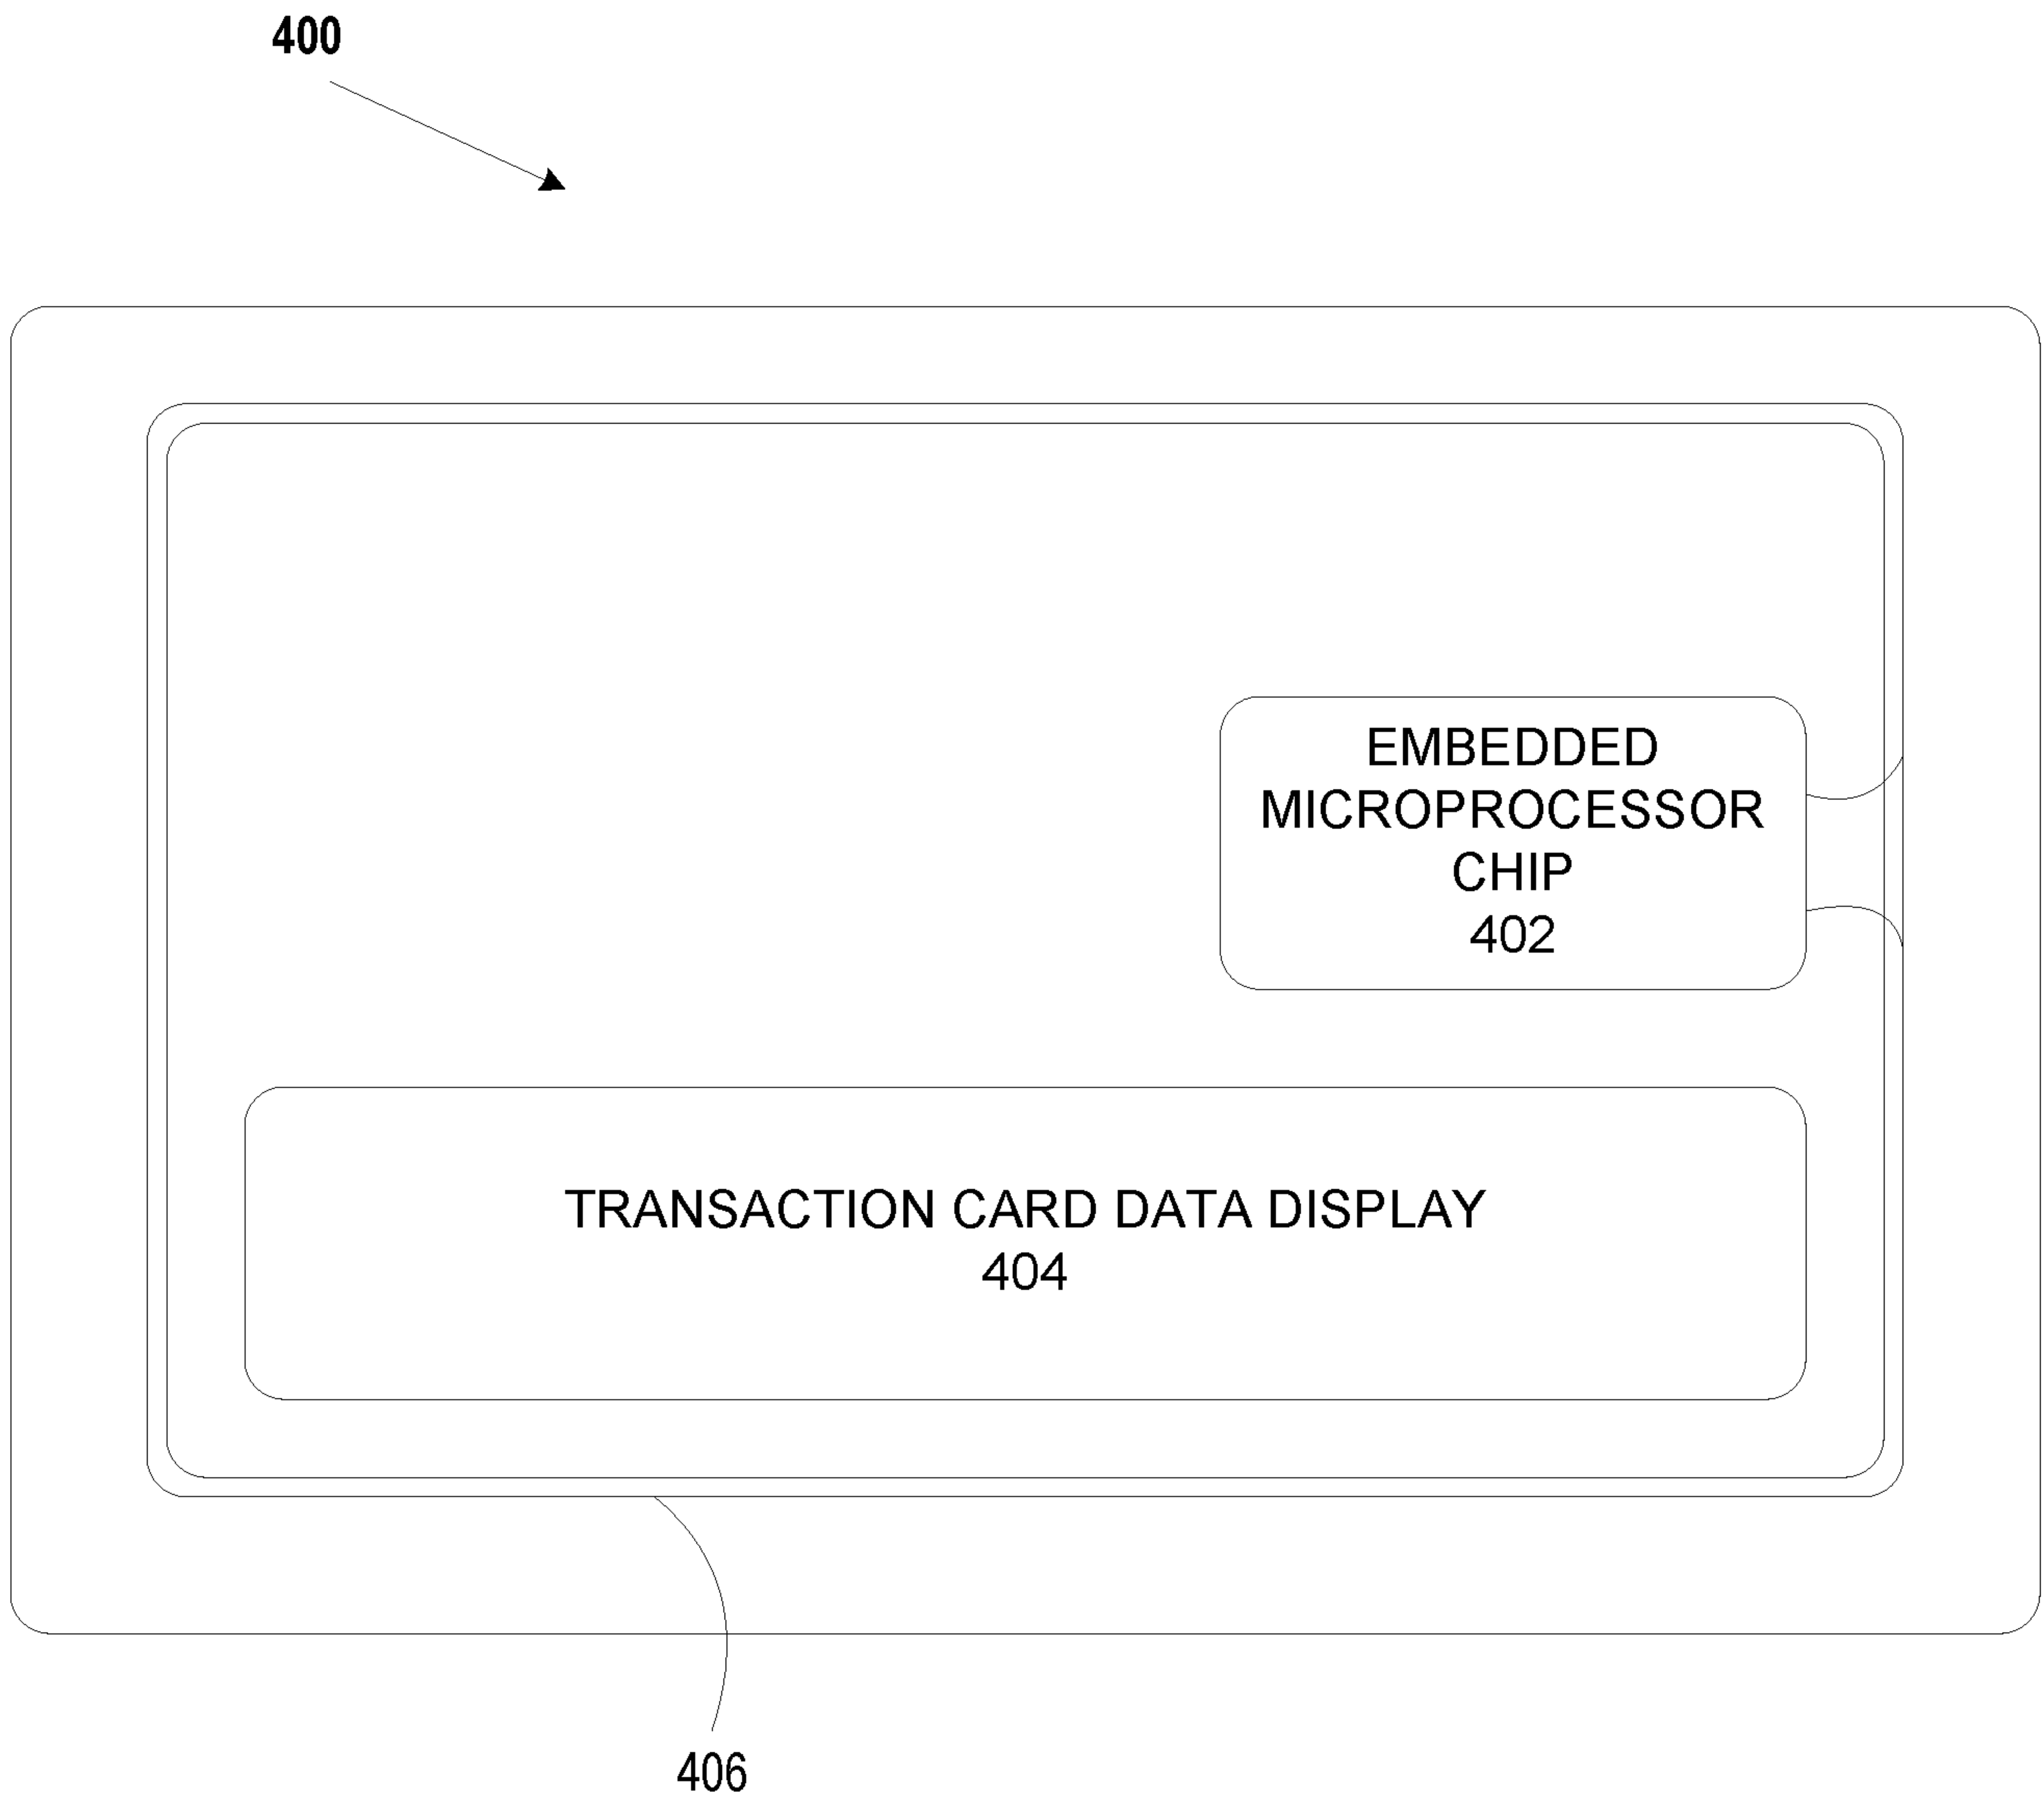 400
EMBEDDED
MICROPROCESSOR
CHIP
402
TRANSACTION CARD DATA DISPLAY
404
406